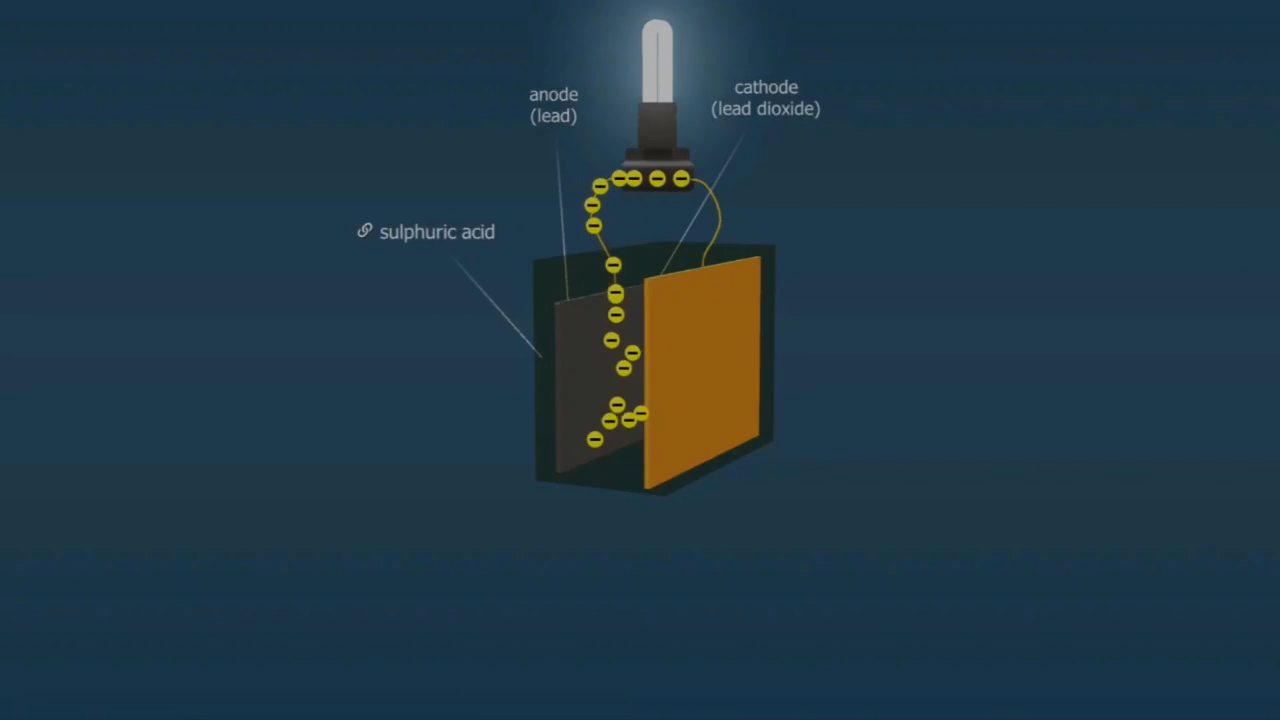 anode
(lead)
cathode
(lead dioxide)
sulphuric acid